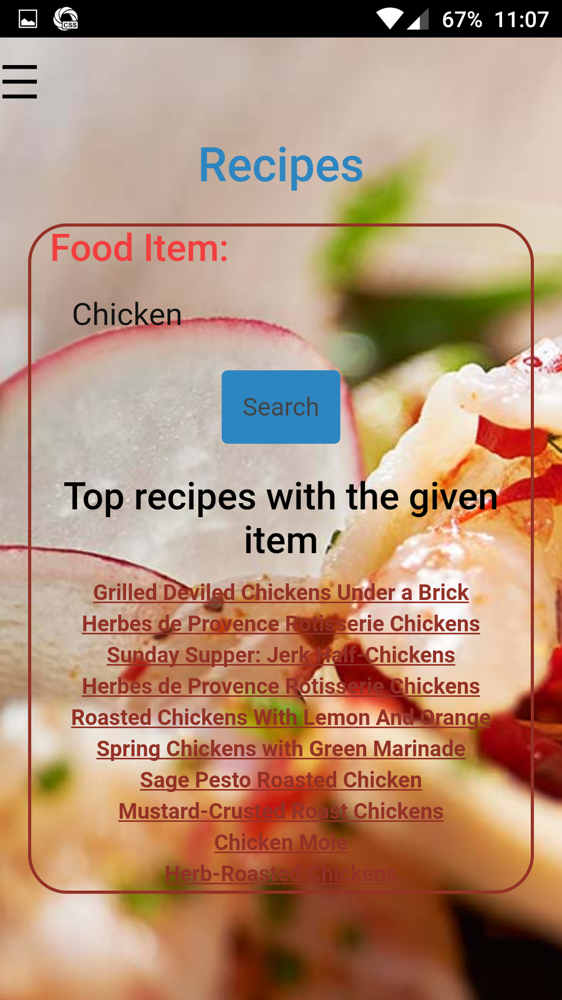 CSS 67% 11:07
Recipes
Food Item:
Chicken
Search
Top recipes with the given
item
Grilled Deviled Chickens Under a Brick
Herbes de Provence Rotisserie Chickens
Sunday Supper: Jerk Half-Chickens
Herbes de Provence Rotisserie Chickens
Roasted Chickens With Lemon And Orange
Spring Chickens with Green Marinade
Sage Pesto Roasted Chicken
Mustard-Crusted Roast Chickens
Chicken Mole
Herb-Roasted Chickens